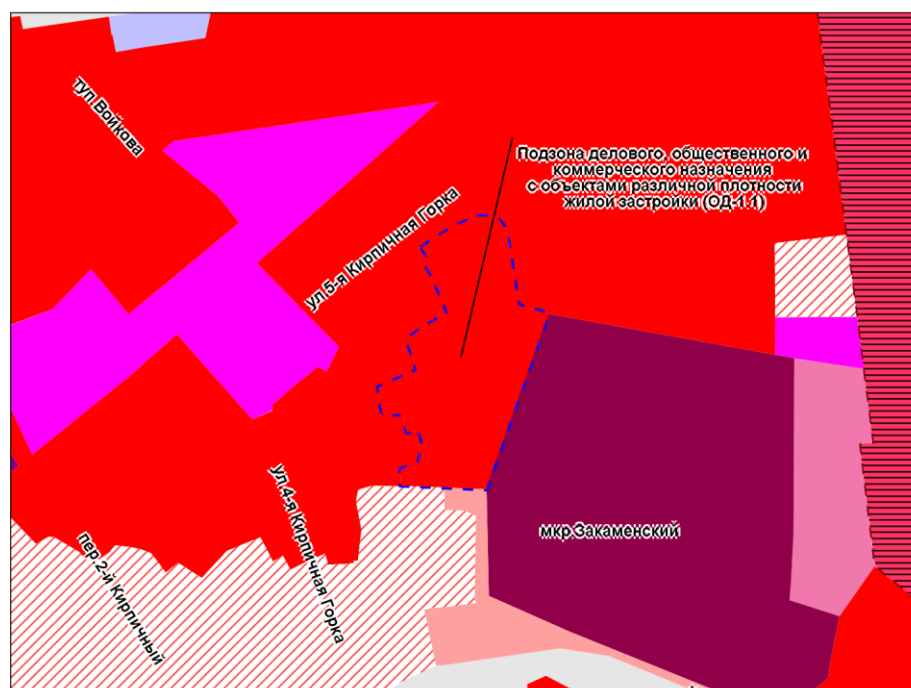 туп.Войкова
Подзона делового, общественного и
коммерческого назначения
с объектами различной плотности
жилой застройки (ОД-1.1)
ул.5-я Кирпичная Горка
ул.4-я Кирпичная Горка
мкр.Закаменский
пер.2-й Кирпичный